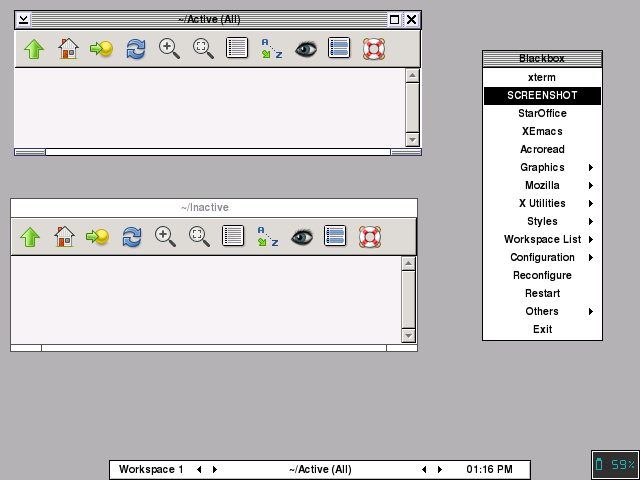 ~/Active (All)
A
Z
~/Inactive
A
Z
Blackbox
xterm
SCREENSHOT
StarOffice
XEmacs
Acroread
Graphics
Mozilla
X Utilities
Styles
Workspace List
Configuration
Reconfigure
Restart
Others
Exit
Workspace 1 ~/Active (All) 01:16 PM
59%